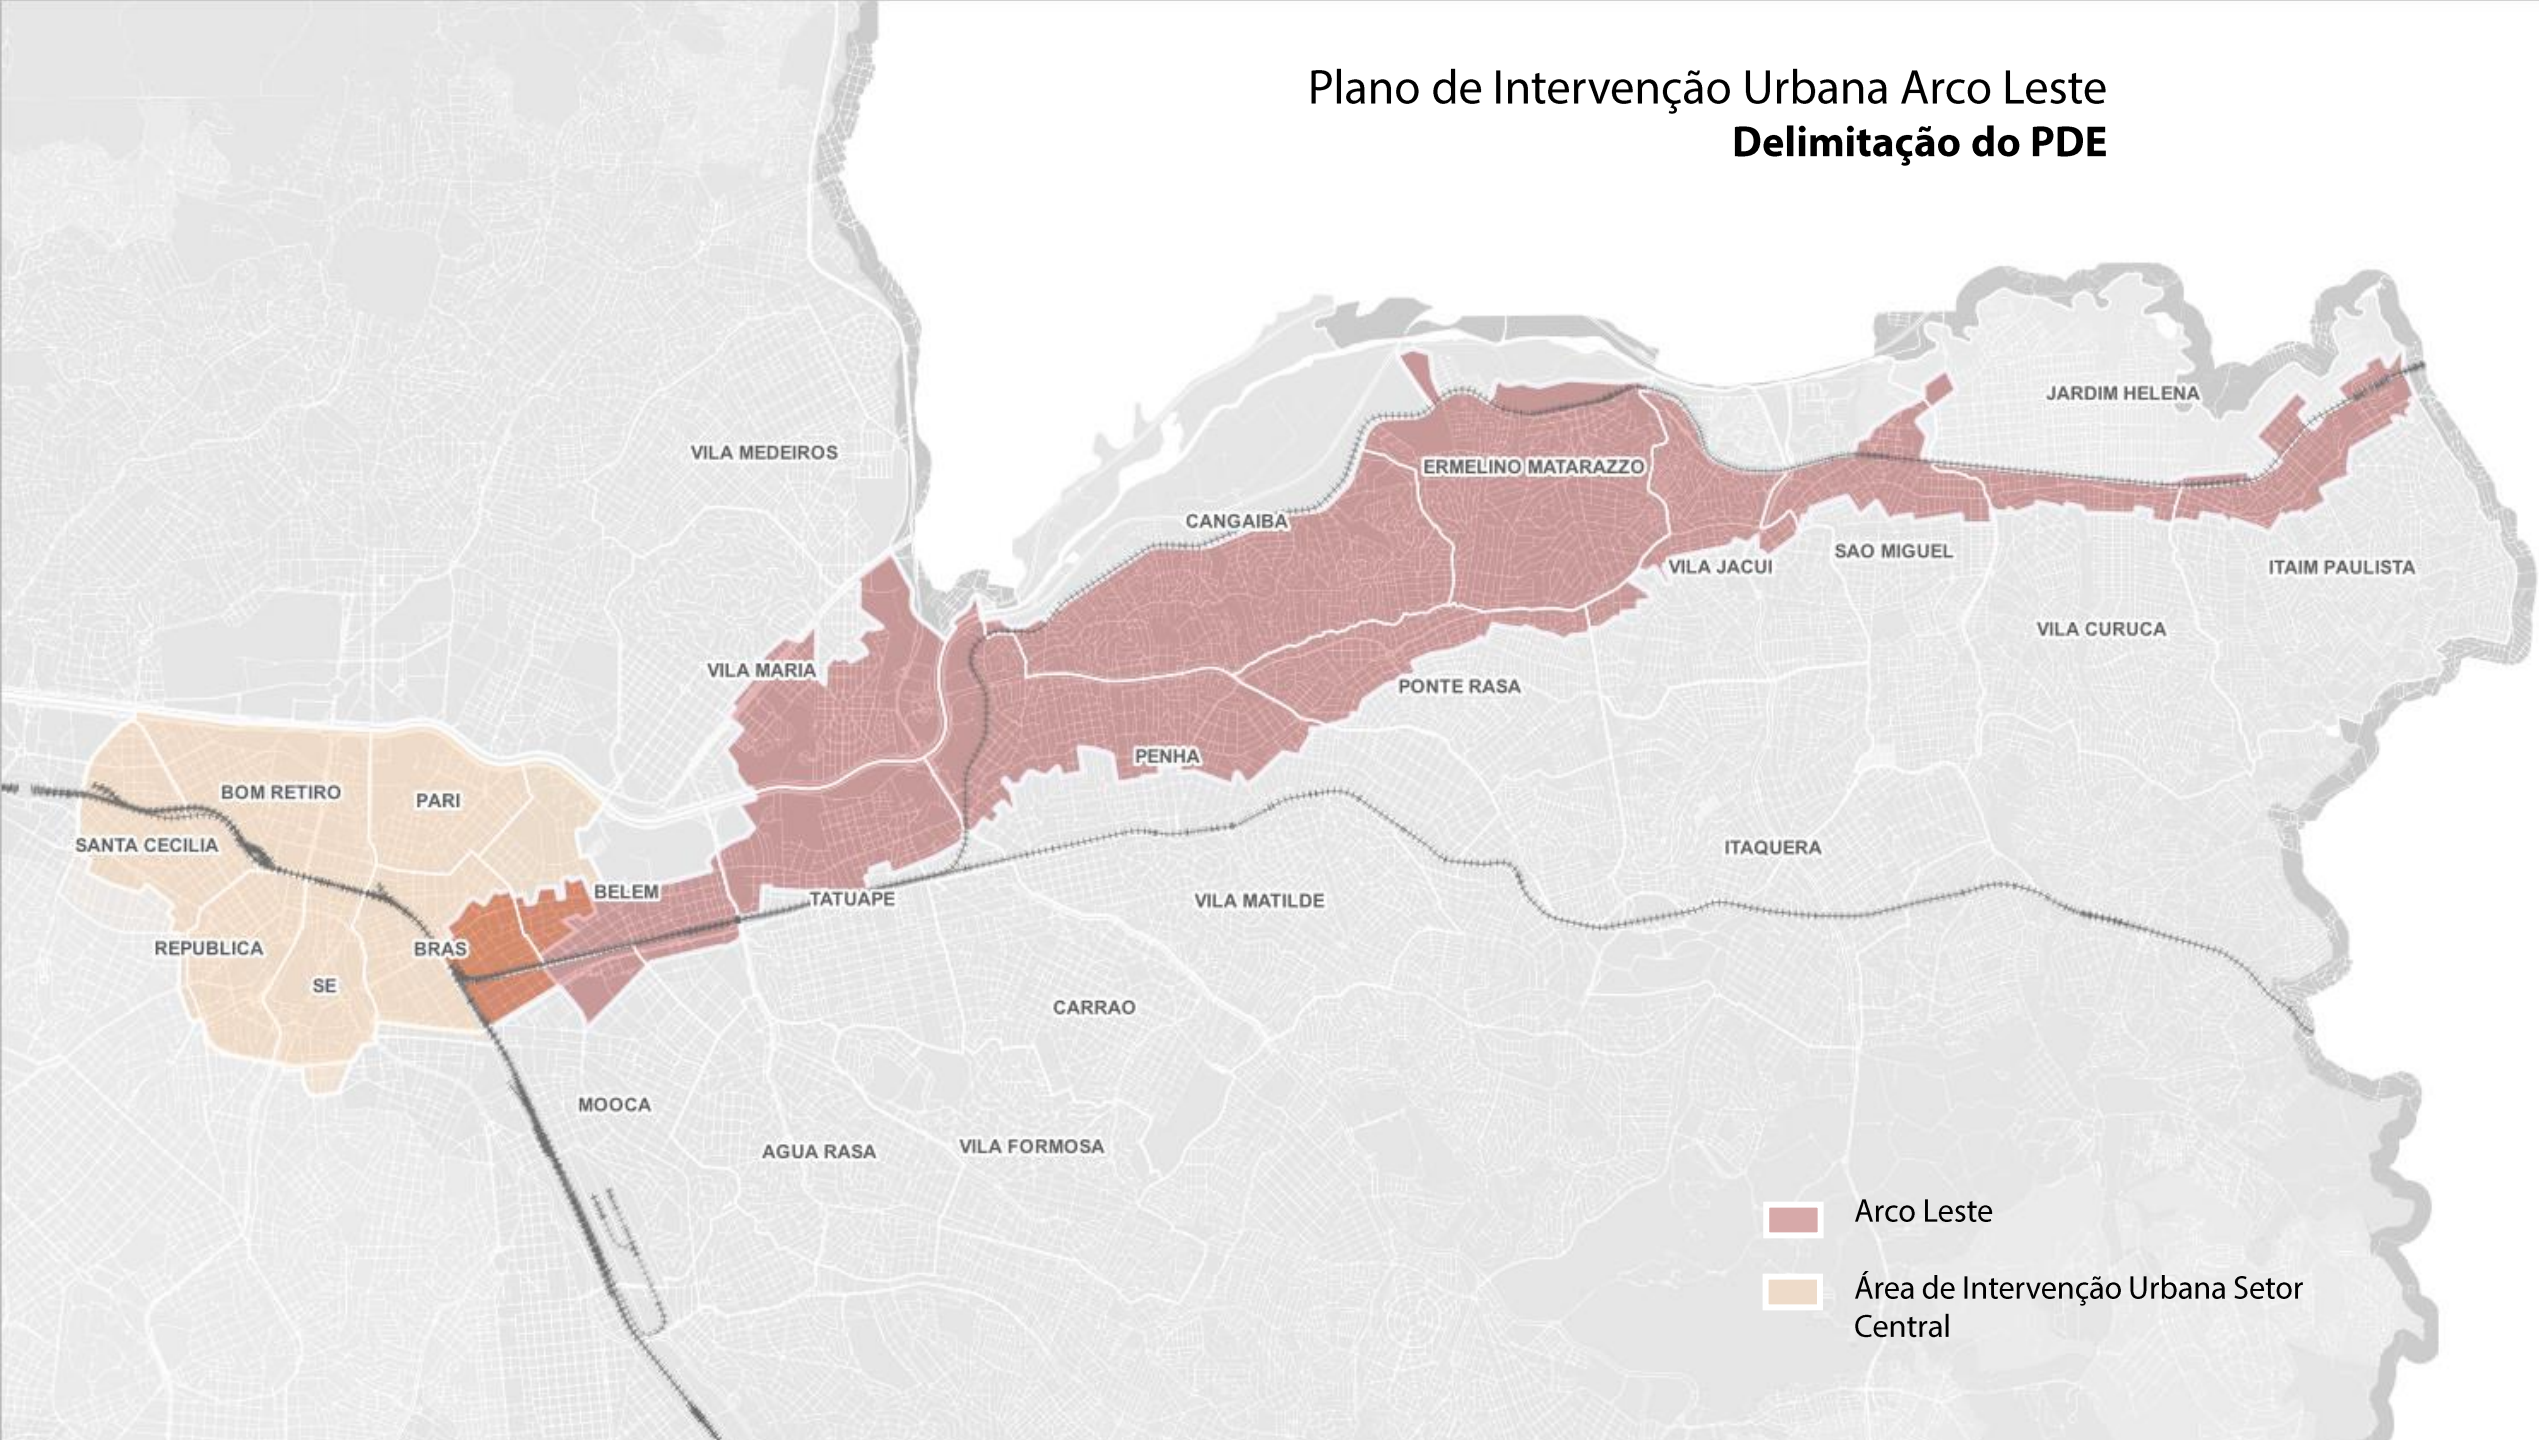 Plano de Intervenção Urbana Arco Leste
Delimitação do PDE
JARDIM HELENA
VILA MEDEIROS
ERMELINO MATARAZZO
CANGAIBA
SAO MIGUEL
VILA JACUI
ITAIM PAULISTA
VILA CURUCA
VILA MARIA
PONTE RASA
PENHA
BOM RETIRO
PARI
SANTA CECILIA
ITAQUERA
BELEM
TATUAPE
VILA MATILDE
REPUBLICA
BRAS
SE
CARRAO
MOOCA
AGUA RASA
VILA FORMOSA
Arco Leste
Área de Intervenção Urbana Setor
Central